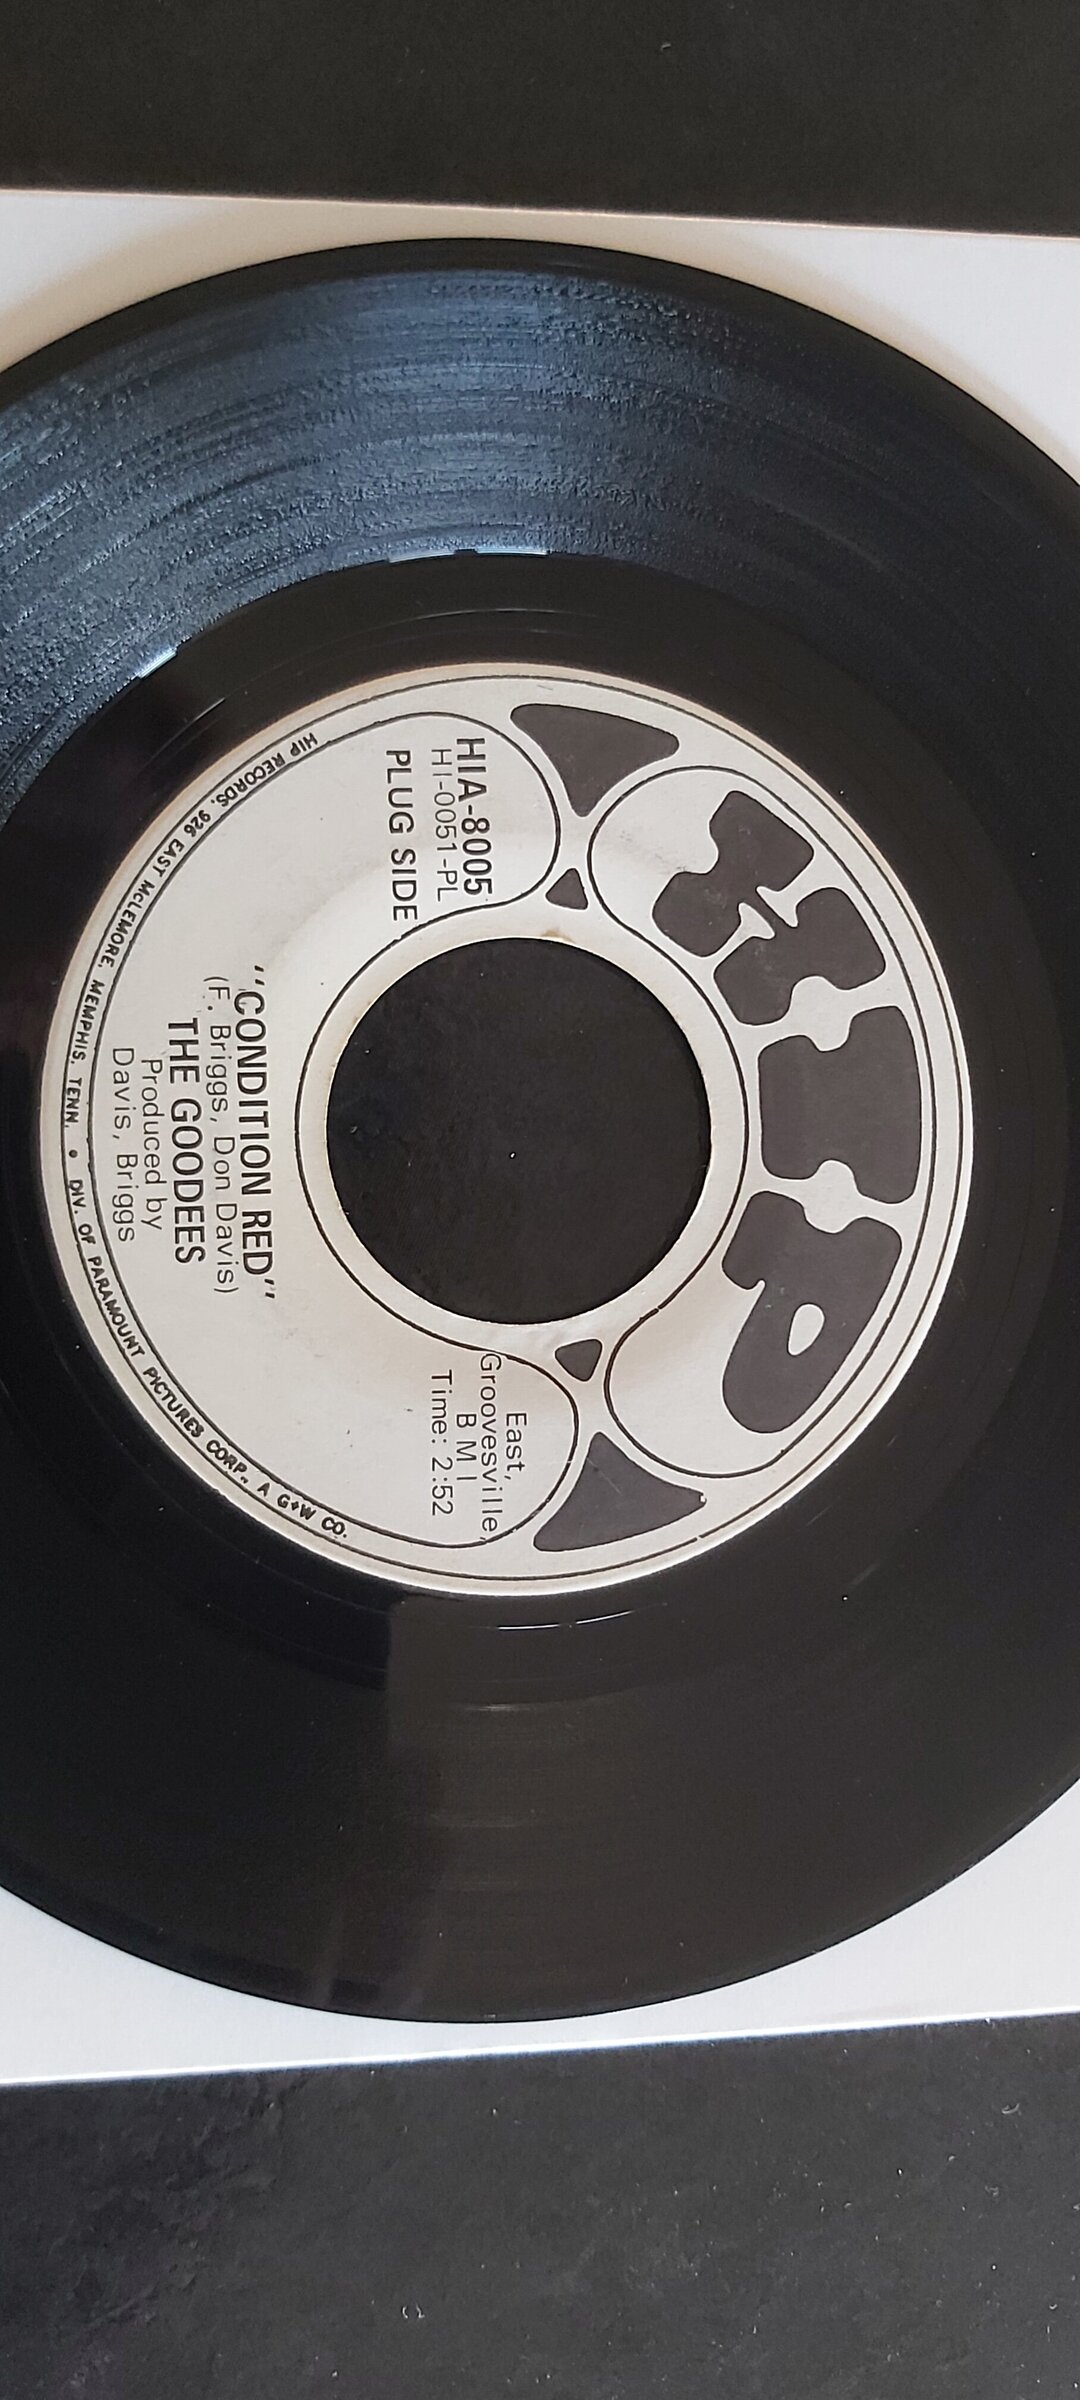 HIP
HIA-8005
HI-0051-PL
PLUG SIDE
East,
Groovesville,
B M I
Time: 2:52
"CONDITION RED"
(F. Briggs, Don Davis)
THE GOODEES
Produced by
Davis, Briggs
HIP RECORDS, 926 EAST McLEMORE, MEMPHIS, TENN. • DIV. OF PARAMOUNT PICTURES CORP., A G+W CO.